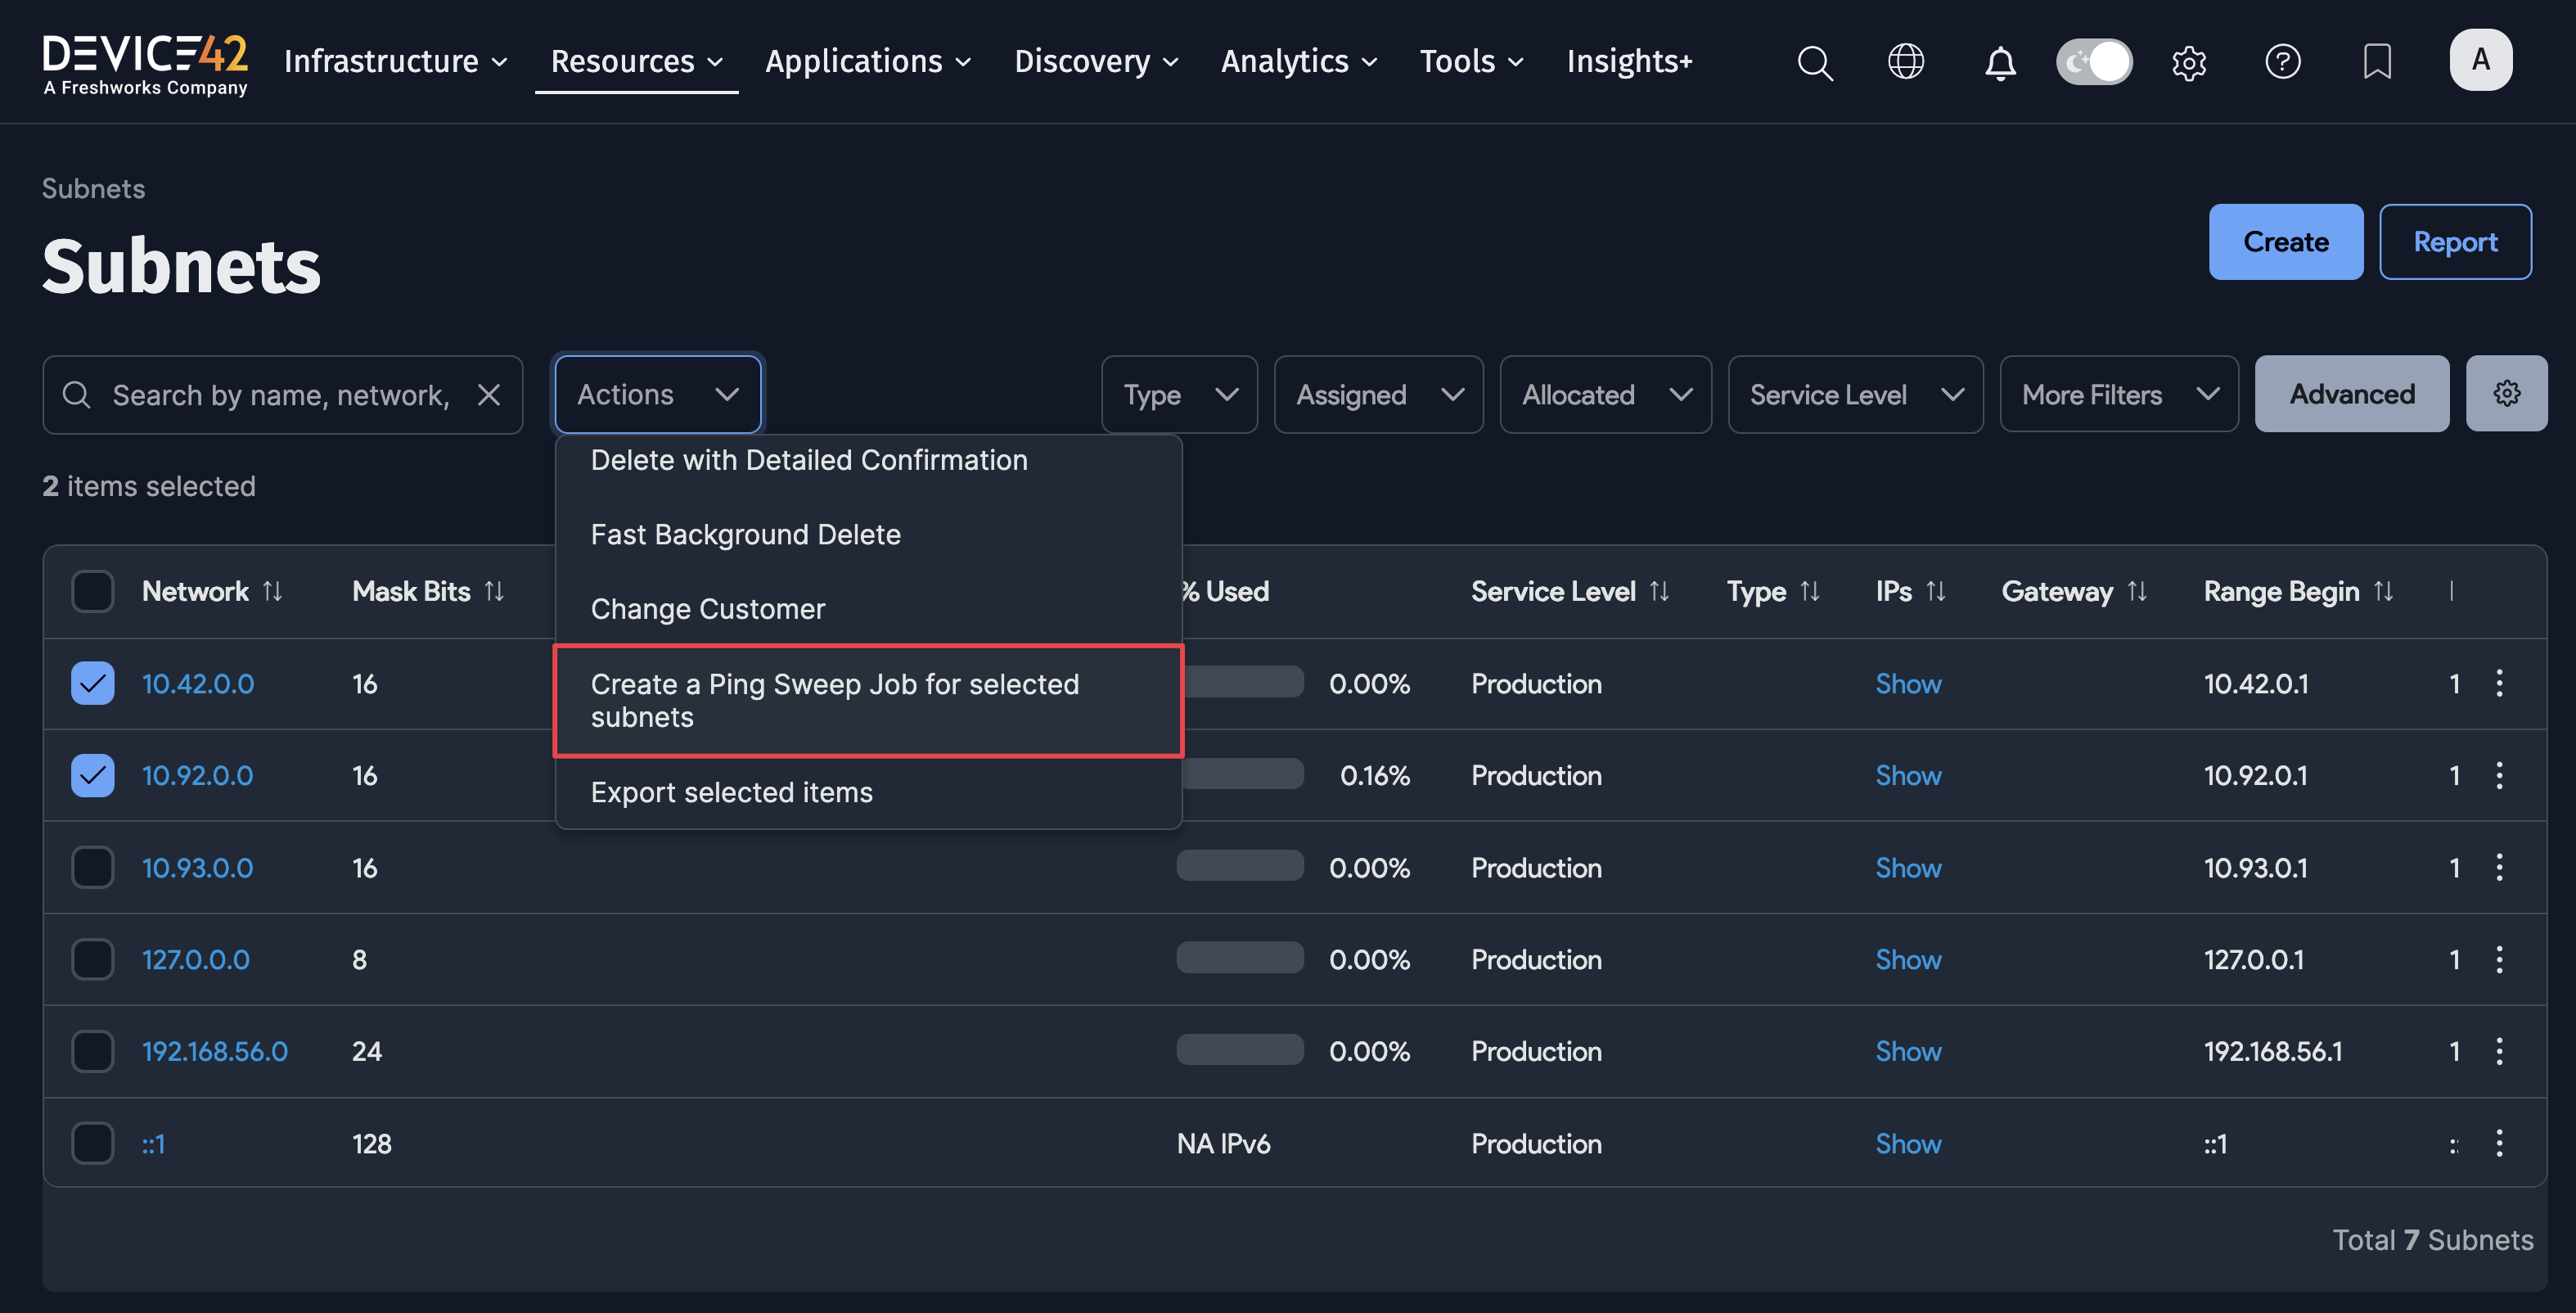 DEVICE42
A Freshworks Company
Infrastructure
Resources
Applications
Discovery
Analytics
Tools
Insights+
A
Subnets
Subnets
Create
Report
Search by name, network,
Actions
Type
Assigned
Allocated
Service Level
More Filters
Advanced
2 items selected
Delete with Detailed Confirmation
Fast Background Delete
Change Customer
Create a Ping Sweep Job for selected
subnets
Export selected items
Network Mask Bits % Used Service Level Type IPs Gateway Range Begin
10.42.0.0 16 0.00% Production Show 10.42.0.1 1
10.92.0.0 16 0.16% Production Show 10.92.0.1 1
10.93.0.0 16 0.00% Production Show 10.93.0.1 1
127.0.0.0 8 0.00% Production Show 127.0.0.1 1
192.168.56.0 24 0.00% Production Show 192.168.56.1 1
::1 128 NA IPv6 Production Show ::1 :
Total 7 Subnets